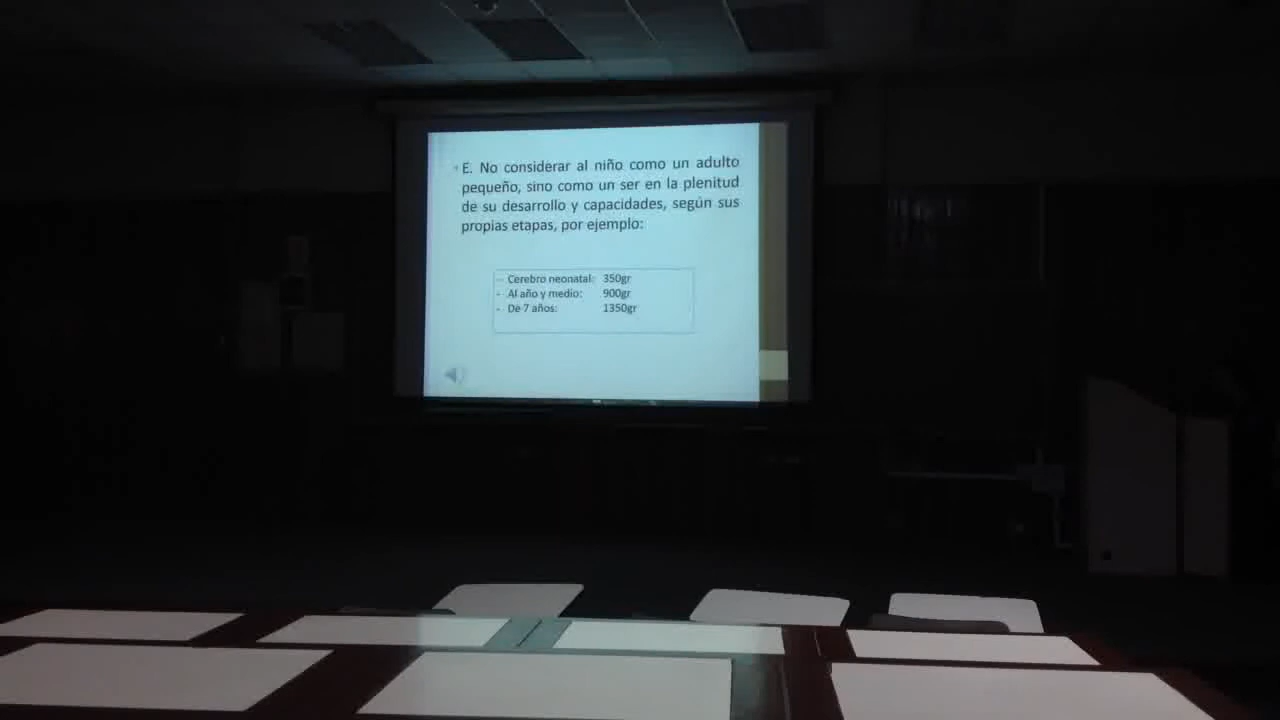 E. No considerar al niño como un adulto
pequeño, sino como un ser en la plenitud
de su desarrollo y capacidades, según sus
propias etapas, por ejemplo:
- Cerebro neonatal: 350gr
- Al año y medio: 900gr
- De 7 años: 1350gr